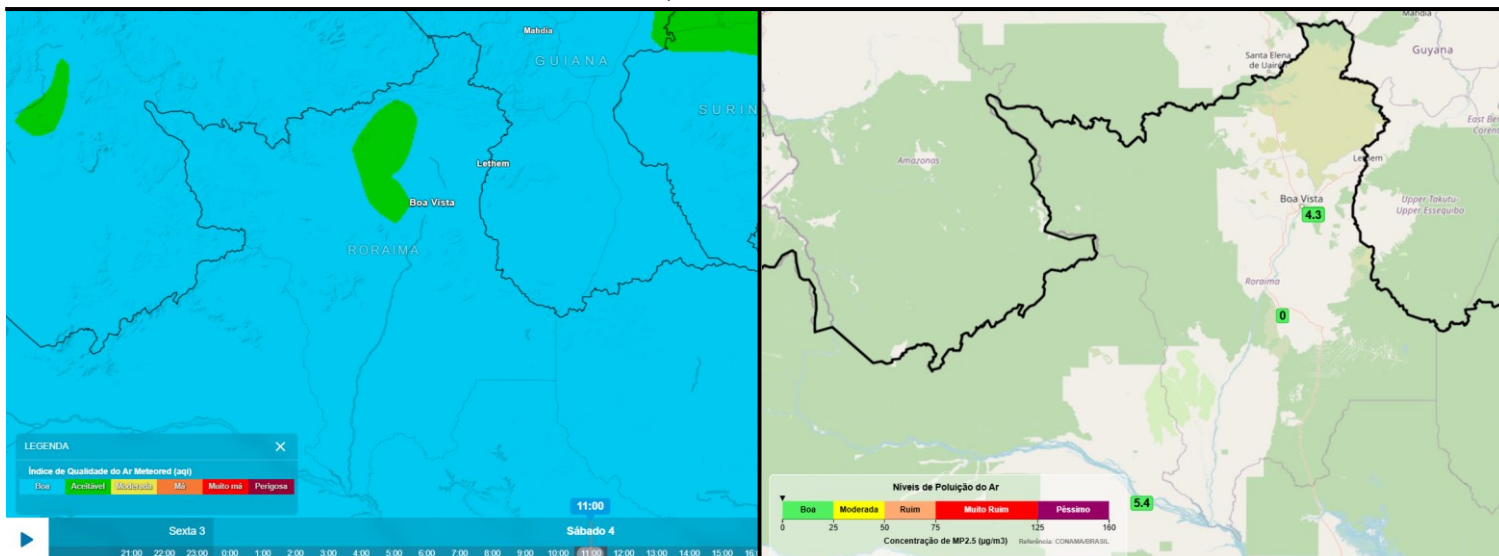 Mahdia
GUIANA
SURIN
Lethem
Boa Vista
RORAIMA
LEGENDA
Índice de Qualidade do Ar Meteored (aqi)
Boa Aceitável Moderada Má Muito má Perigosa
11:00
Sexta 3 Sábado 4
21:00 22:00 23:00 0:00 1:00 2:00 3:00 4:00 5:00 6:00 7:00 8:00 9:00 10:00 11:00 12:00 13:00 14:00 15:00 16:
Mahdia
Guyana
Santa Elena
de Uairén
East Be
Coren
Amazonas
Lethem
Boa Vista
4.3
Upper Takutu-
Upper Essequibo
Roraima
0
5.4
Níveis de Poluição do Ar
Boa Moderada Ruim Muito Ruim Péssimo
0 25 50 75 125 160
Concentração de MP2.5 (µg/m3) Referência: CONAMA/BRASIL